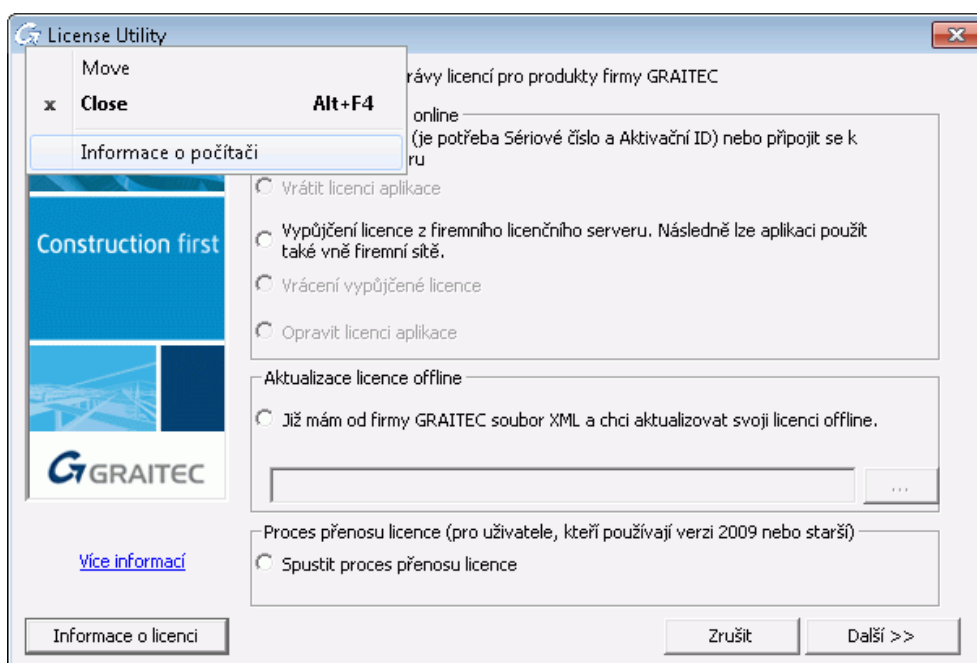 License Utility
Move
x Close Alt+F4
Informace o počítači
rávy licencí pro produkty firmy GRAITEC
online
(je potřeba Sériové číslo a Aktivační ID) nebo připojit se k
ru
Vrátit licenci aplikace
Vypůjčení licence z firemního licenčního serveru. Následně lze aplikaci použít
také vně firemní sítě.
Vrácení vypůjčené licence
Opravit licenci aplikace
Construction first
GRAITEC
Aktualizace licence offline
Již mám od firmy GRAITEC soubor XML a chci aktualizovat svoji licenci offline.
...
Proces přenosu licence (pro uživatele, kteří používají verzi 2009 nebo starší)
Spustit proces přenosu licence
Více informací
Informace o licenci
Zrušit
Další >>